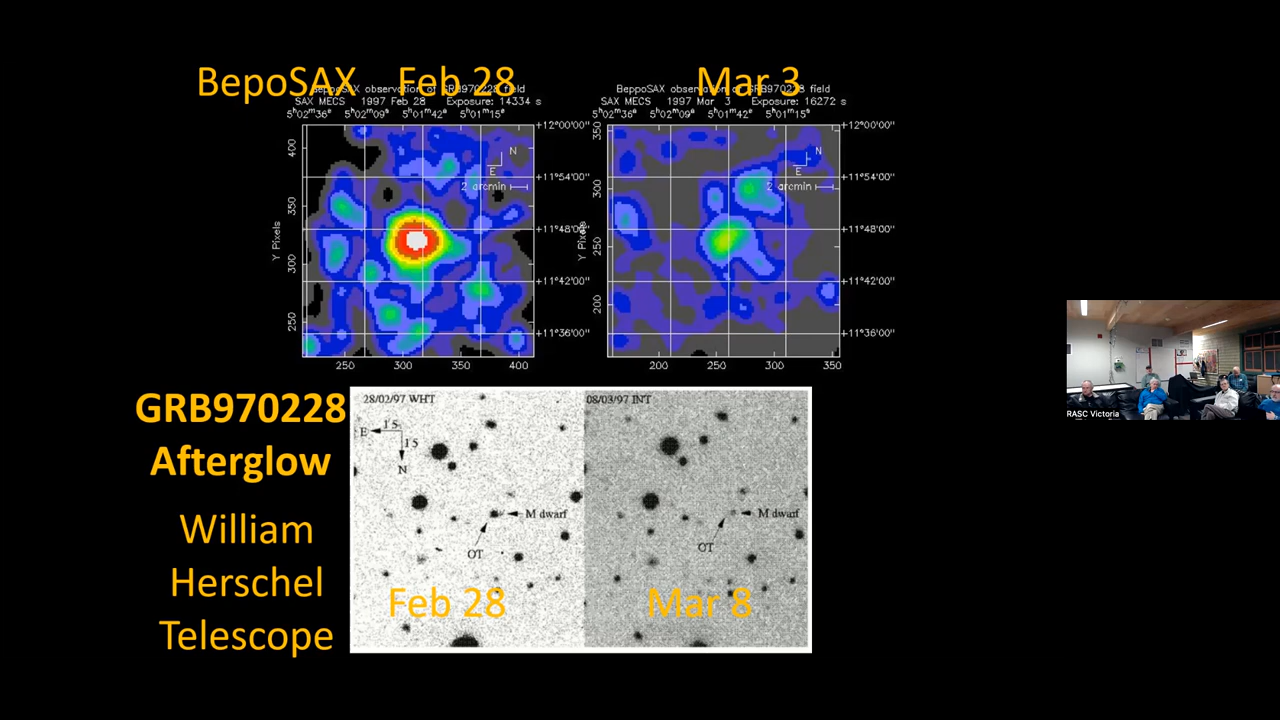 BepoSAX Feb 28
Mar 3
BeppoSAX observation of GRB970228 field
SAX MECS 1997 Feb 28 Exposure: 14334 s
5ʰ02ᵐ36ˢ 5ʰ02ᵐ09ˢ 5ʰ01ᵐ42ˢ 5ʰ01ᵐ15ˢ
BeppoSAX observation of GRB970228 field
SAX MECS 1997 Mar 3 Exposure: 16272 s
5ʰ02ᵐ36ˢ 5ʰ02ᵐ09ˢ 5ʰ01ᵐ42ˢ 5ʰ01ᵐ15ˢ
Y Pixels
400
350
300
250
N
E
2 arcmin
+12°00'00"
+11°54'00"
+11°48'00"
+11°42'00"
+11°36'00"
250 300 350 400
Y Pixels
350
300
250
200
N
E
2 arcmin
+12°00'00"
+11°54'00"
+11°48'00"
+11°42'00"
+11°36'00"
200 250 300 350
GRB970228
Afterglow
William
Herschel
Telescope
28/02/97 WHT
E
15
15
N
M dwarf
OT
Feb 28
08/03/97 INT
M dwarf
OT
Mar 8
RASC Victoria